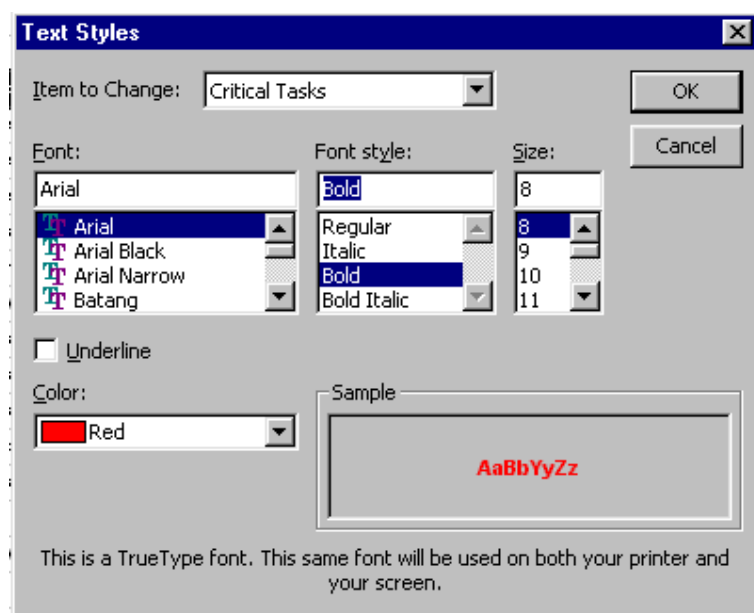 Text Styles
Item to Change: Critical Tasks OK
Font: Font style: Size: Cancel
Arial Bold 8
Arial Regular 8
Arial Black Italic 9
Arial Narrow Bold 10
Batang Bold Italic 11
Underline
Color: Sample
Red
AaBbYyZz
This is a TrueType font. This same font will be used on both your printer and
your screen.